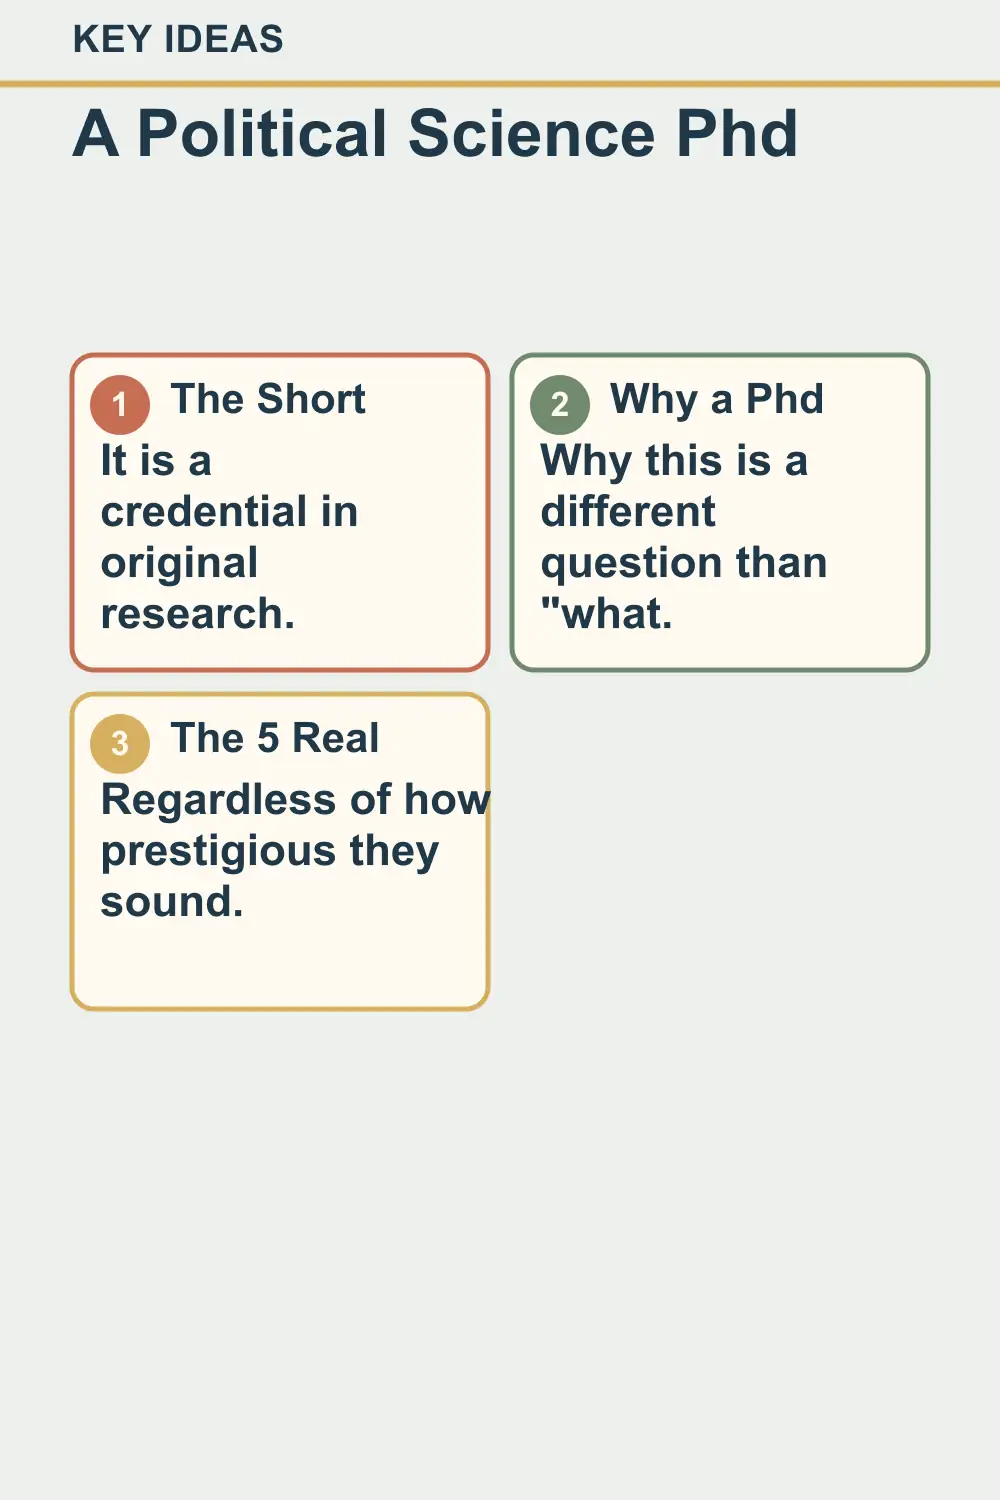 KEY IDEAS
A Political Science Phd
1 The Short
It is a
credential in
original
research.
2 Why a Phd
Why this is a
different
question than
"what.
3 The 5 Real
Regardless of how
prestigious they
sound.